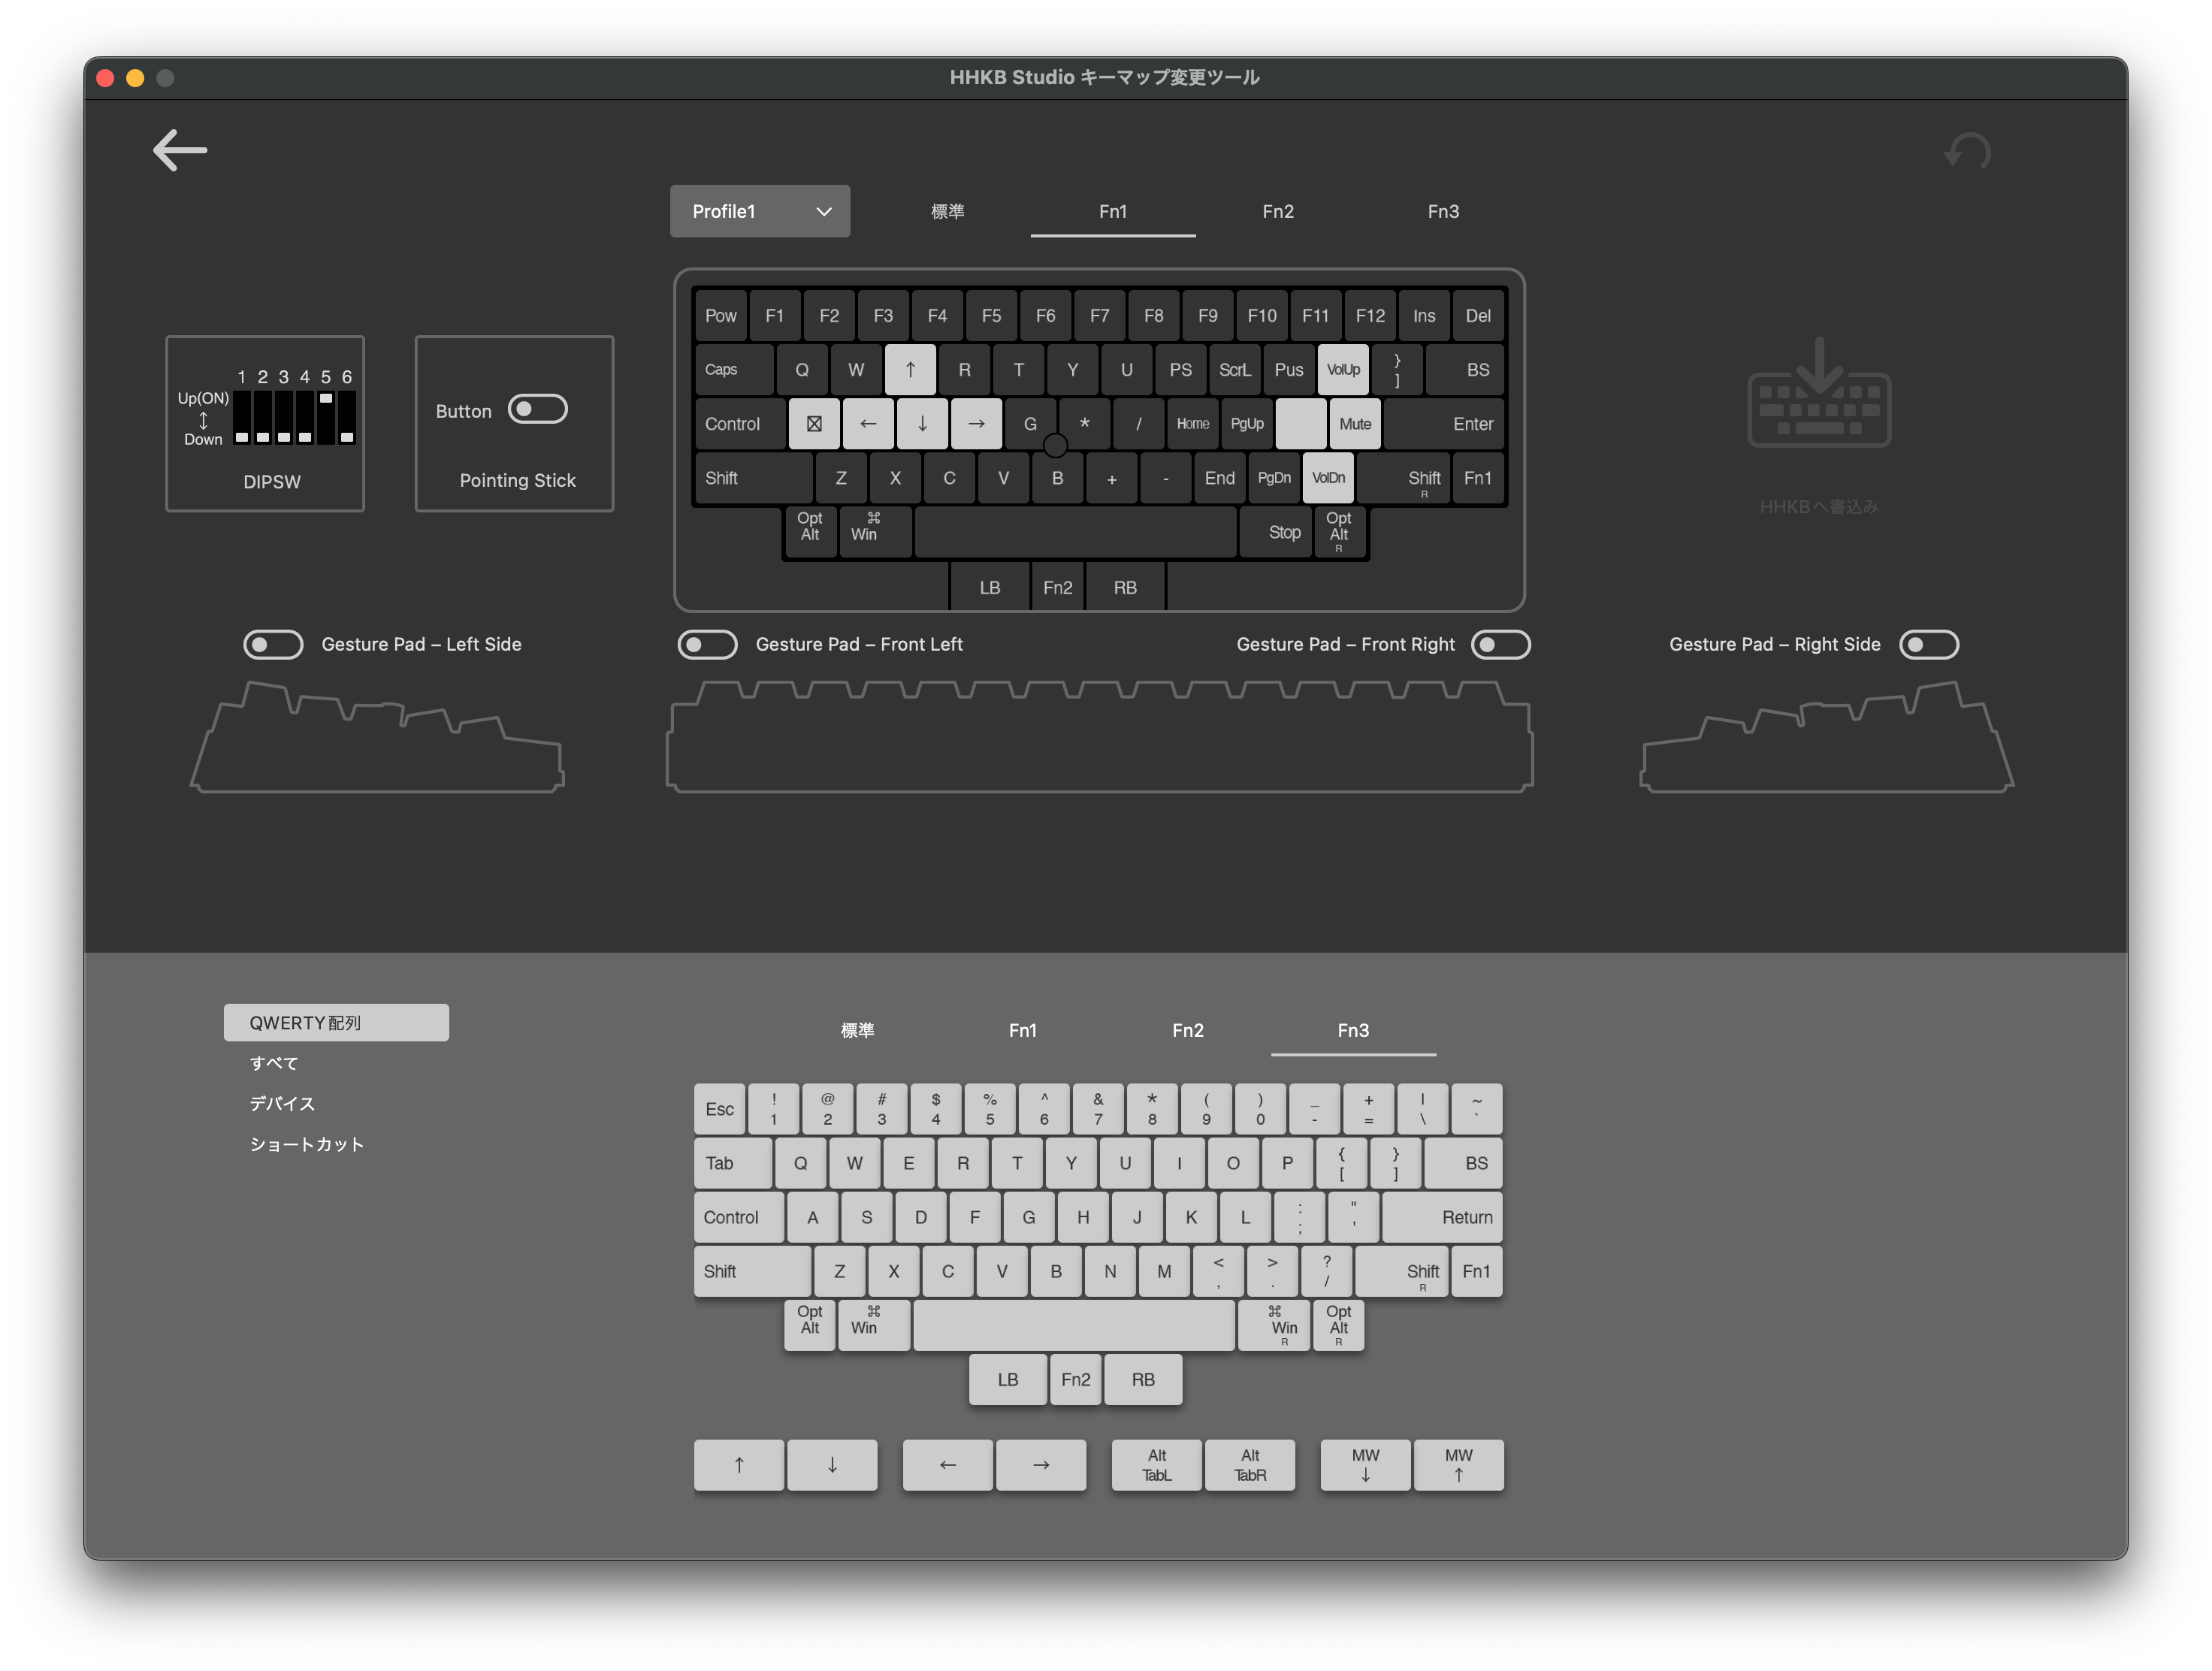 HHKB Studio キーマップ変更ツール
Profile1 標準 Fn1 Fn2 Fn3
1 2 3 4 5 6
Up(ON)
↕
Down
DIPSW
Button
Pointing Stick
Pow F1 F2 F3 F4 F5 F6 F7 F8 F9 F10 F11 F12 Ins Del
Caps Q W ↑ R T Y U PS ScrL Pus VolUp } ] BS
Control ☒ ← ↓ → G * / Home PgUp Mute Enter
Shift Z X C V B + - End PgDn VolDn Shift R Fn1
Opt Alt ⌘ Win Stop Opt Alt R
LB Fn2 RB
HHKBへ書込み
Gesture Pad – Left Side
Gesture Pad – Front Left
Gesture Pad – Front Right
Gesture Pad – Right Side
QWERTY配列
すべて
デバイス
ショートカット
標準 Fn1 Fn2 Fn3
Esc ! 1 @ 2 # 3 $ 4 % 5 ^ 6 & 7 * 8 ( 9 ) 0 _ - + = | \ ~ `
Tab Q W E R T Y U I O P { [ } ] BS
Control A S D F G H J K L : ; " ' Return
Shift Z X C V B N M < , > . ? / Shift R Fn1
Opt Alt ⌘ Win ⌘ Win R Opt Alt R
LB Fn2 RB
↑ ↓ ← → Alt TabL Alt TabR MW ↓ MW ↑